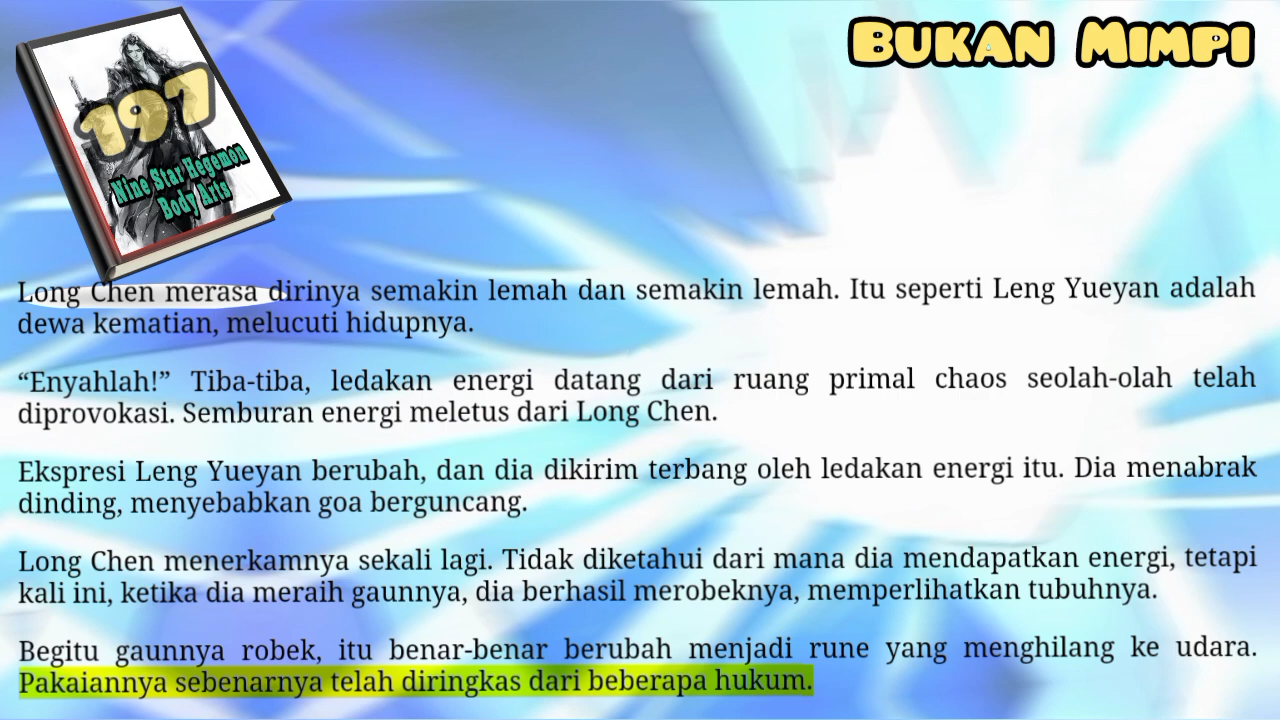 Bukan Mimpi
197
Nine Star Hegemon
Body Arts
Long Chen merasa dirinya semakin lemah dan semakin lemah. Itu seperti Leng Yueyan adalah
dewa kematian, melucuti hidupnya.
“Enyahlah!” Tiba-tiba, ledakan energi datang dari ruang primal chaos seolah-olah telah
diprovokasi. Semburan energi meletus dari Long Chen.
Ekspresi Leng Yueyan berubah, dan dia dikirim terbang oleh ledakan energi itu. Dia menabrak
dinding, menyebabkan goa berguncang.
Long Chen menerkamnya sekali lagi. Tidak diketahui dari mana dia mendapatkan energi, tetapi
kali ini, ketika dia meraih gaunnya, dia berhasil merobeknya, memperlihatkan tubuhnya.
Begitu gaunnya robek, itu benar-benar berubah menjadi rune yang menghilang ke udara.
Pakaiannya sebenarnya telah diringkas dari beberapa hukum.